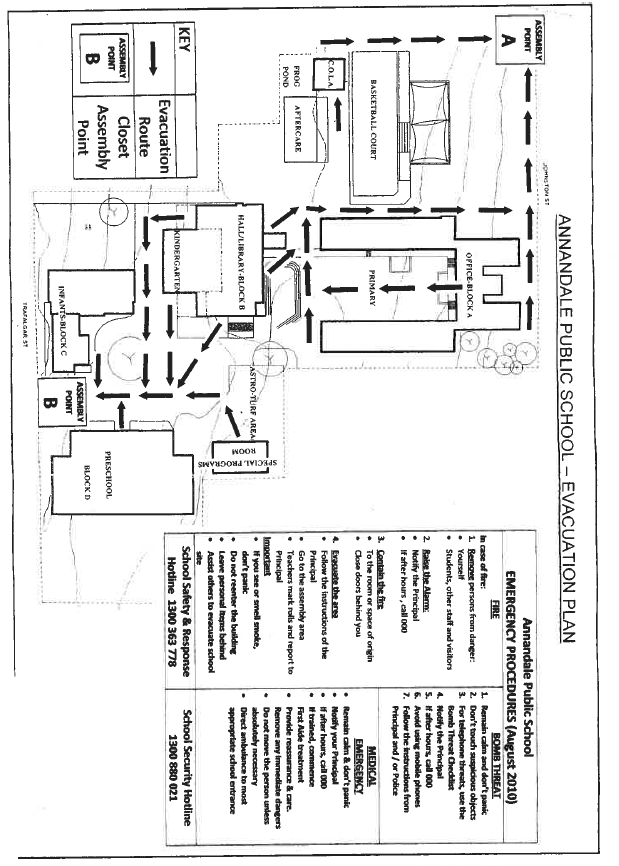 ANNANDALE PUBLIC SCHOOL – EVACUATION PLAN
JOHNSTON ST
ASSEMBLY
POINT
A
OFFICE-BLOCK A
PRIMARY
BASKETBALL COURT
C.O.L.A.
AFTERCARE
FROG
POND
HALL/LIBRARY-BLOCK B
KINDERGARTEN
INFANTS-BLOCK C
TRAFALGAR ST
ASTRO-TURF AREA
SPECIAL PROGRAMS
ROOM
ASSEMBLY
POINT
B
PRESCHOOL
BLOCK D
KEY
Evacuation
Route
ASSEMBLY
POINT
B
Closet
Assembly
Point
Annandale Public School
EMERGENCY PROCEDURES (August 2010)
FIRE
In case of fire:
1. Remove persons from danger:
• Yourself
• Students, other staff and visitors
2. Raise the Alarm:
• Notify the Principal
• If after hours, call 000
3. Contain the fire
• To the room or space of origin
• Close doors behind you
4. Evacuate the area
• Follow the instructions of the
Principal
• Go to the assembly area
• Teachers mark rolls and report to
Principal
Important
• If you see or smell smoke,
don't panic
• Do not reenter the building
• Leave personal items behind
• Assist others to evacuate school
site
School Safety & Response
Hotline 1300 363 778
BOMB THREAT
1. Remain calm and don't panic
2. Don't touch suspicious objects
3. For telephone threats, use the
Bomb Threat Checklist
4. Notify the Principal
5. If after hours, call 000
6. Avoid using mobile phones
7. Follow the instructions from
Principal and / or Police
MEDICAL
EMERGENCY
• Remain calm & don't panic
• Notify your Principal
• If after hours, call 000
• If trained, commence
First Aide treatment
• Provide reassurance & care.
Remove any immediate dangers
• Do not move the person unless
absolutely necessary
• Direct ambulance to most
appropriate school entrance
School Security Hotline
1300 880 021